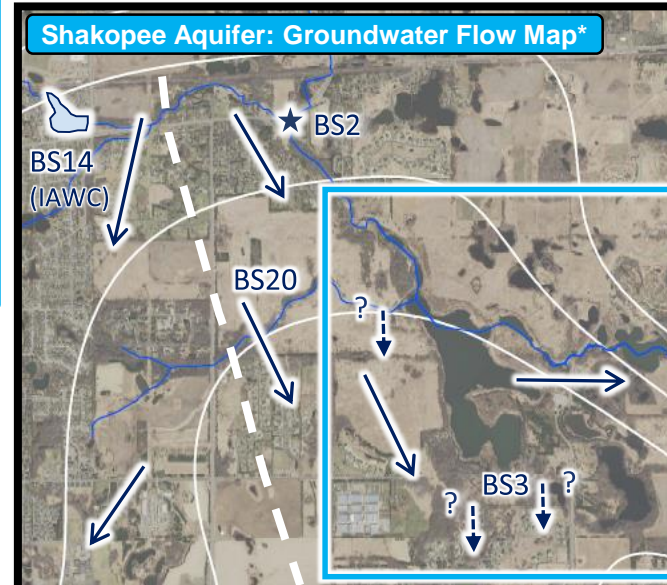 Shakopee Aquifer: Groundwater Flow Map*
BS2
BS14
(IAWC)
BS20
?
BS3
?
?